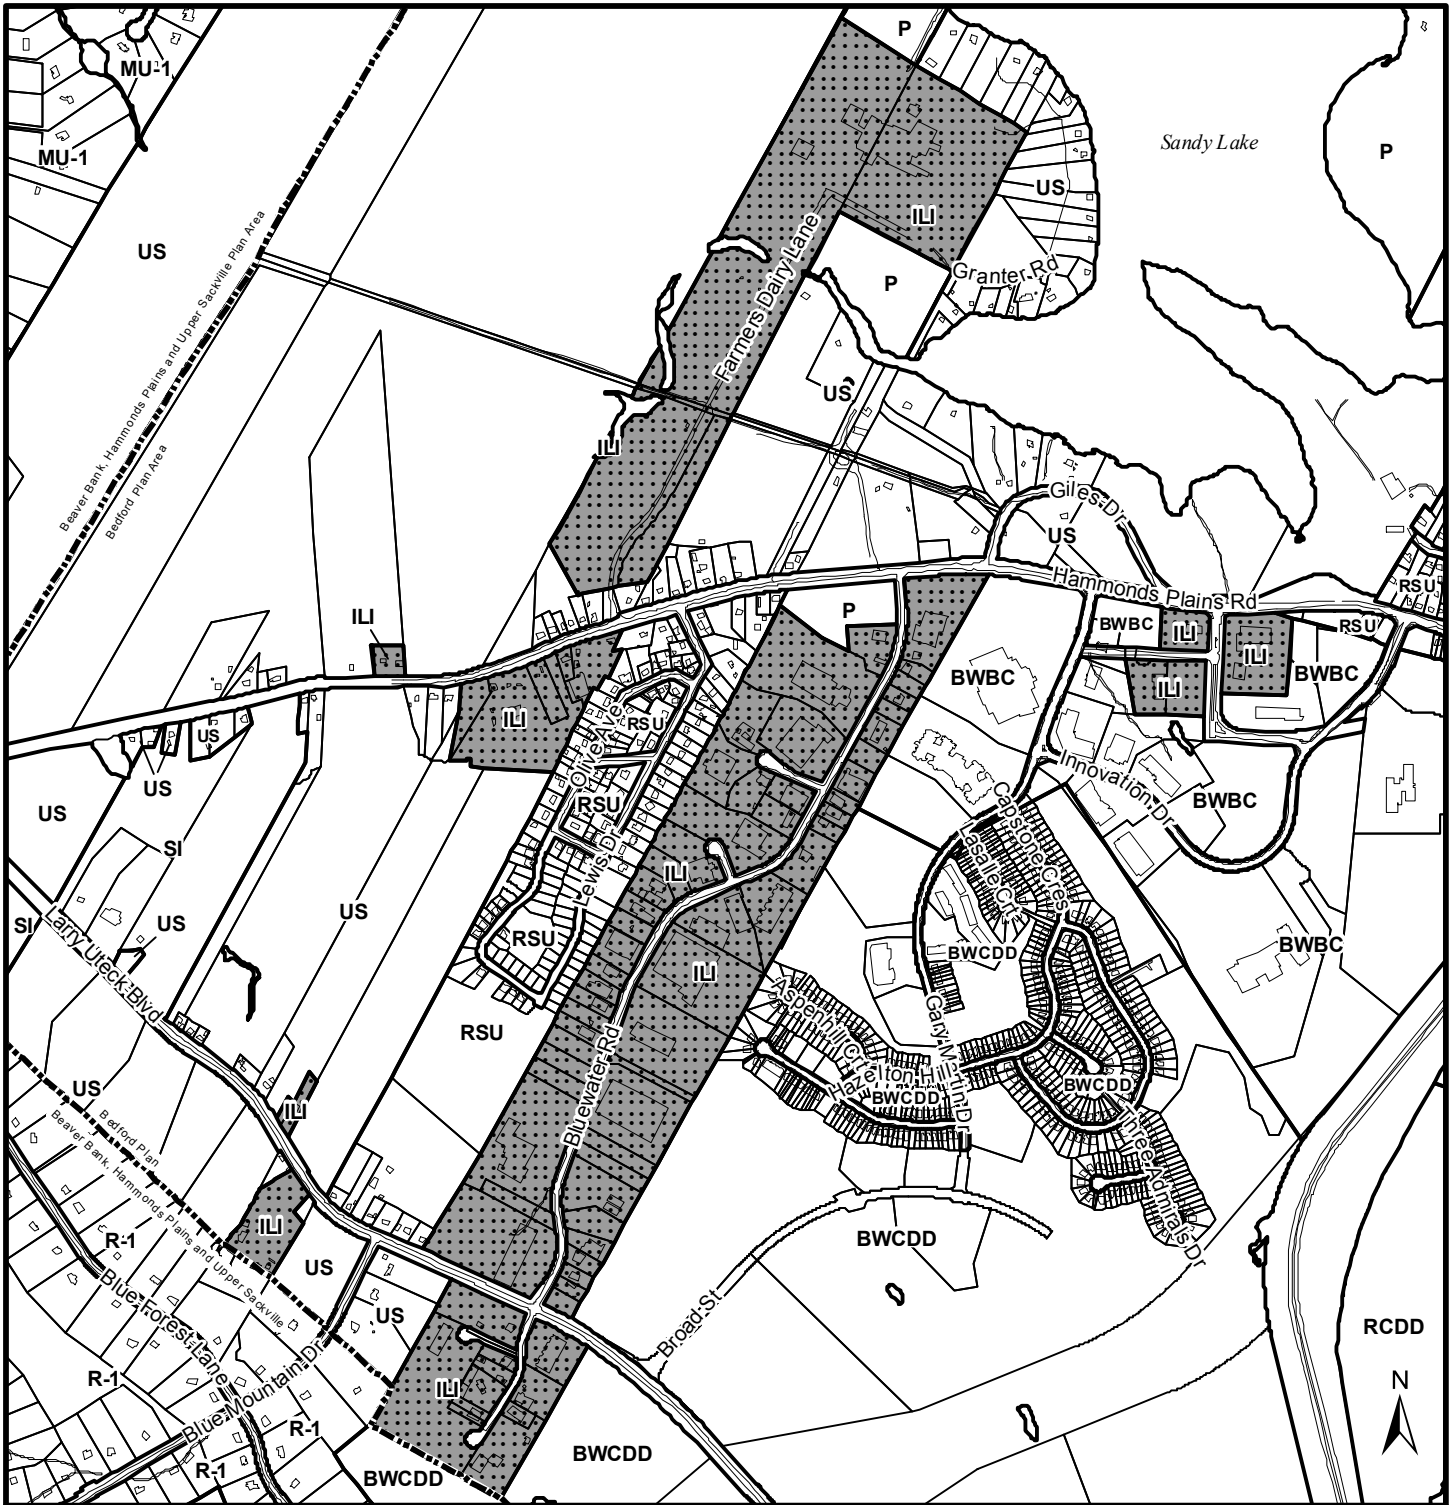 P
MU-1
Sandy Lake
P
MU-1
US
ILI
US
Farmers Dairy Lane
Granter Rd
P
Beaver Bank, Hammonds Plains and Upper Sackville Plan Area
Bedford Plan Area
US
ILI
Giles Dr
US
Hammonds Plains Rd
RSU
ILI
P
BWBC
ILI
RSU
ILI
BWBC
BWBC
ILI
ILI
Olive Ave
RSU
US
US
Innovation Dr
BWBC
US
RSU
Capstone Cres
Lasalle Crt
SI
Lewis Dr
ILI
US
US
SI
Larry Uteck Blvd
RSU
BWCDD
BWBC
ILI
Aspenhill Crt
Gary Martin Dr
RSU
Bluewater Rd
Hazelton Hill
BWCDD
BWCDD
US
ILI
Bedford Plan
Beaver Bank, Hammonds Plains and Upper Sackville
Three Admirals Dr
ILI
R-1
US
BWCDD
Blue Forest Lane
US
Broad St
RCDD
R-1
Blue Mountain Dr
ILI
N
R-1
R-1
BWCDD
BWCDD